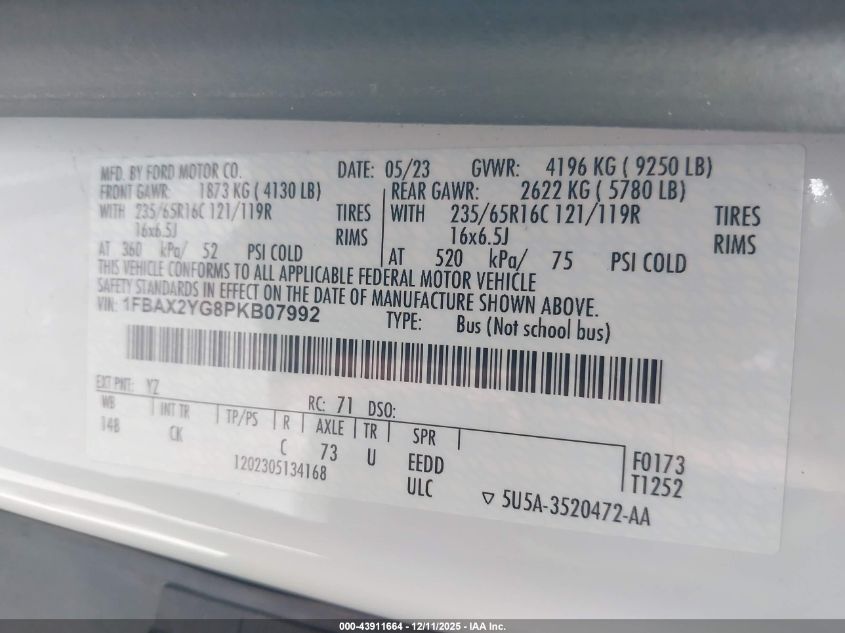 MFD. BY FORD MOTOR CO. DATE: 05/23 GVWR: 4196 KG ( 9250 LB)
FRONT GAWR: 1873 KG ( 4130 LB) REAR GAWR: 2622 KG ( 5780 LB)
WITH 235/65R16C 121/119R TIRES WITH 235/65R16C 121/119R TIRES
16x6.5J RIMS 16x6.5J RIMS
AT 360 kPa/ 52 PSI COLD AT 520 kPa/ 75 PSI COLD
THIS VEHICLE CONFORMS TO ALL APPLICABLE FEDERAL MOTOR VEHICLE
SAFETY STANDARDS IN EFFECT ON THE DATE OF MANUFACTURE SHOWN ABOVE.
VIN: 1FBAX2YG8PKB07992 TYPE: Bus (Not school bus)
EXT PNT: YZ RC: 71 DSO:
WB INT TR TP/PS R AXLE TR SPR
148 CK C 73 U EEDD F0173
1202305134168 ULC T1252
5U5A-3520472-AA
000-43911664 - 12/11/2025 - IAA Inc.